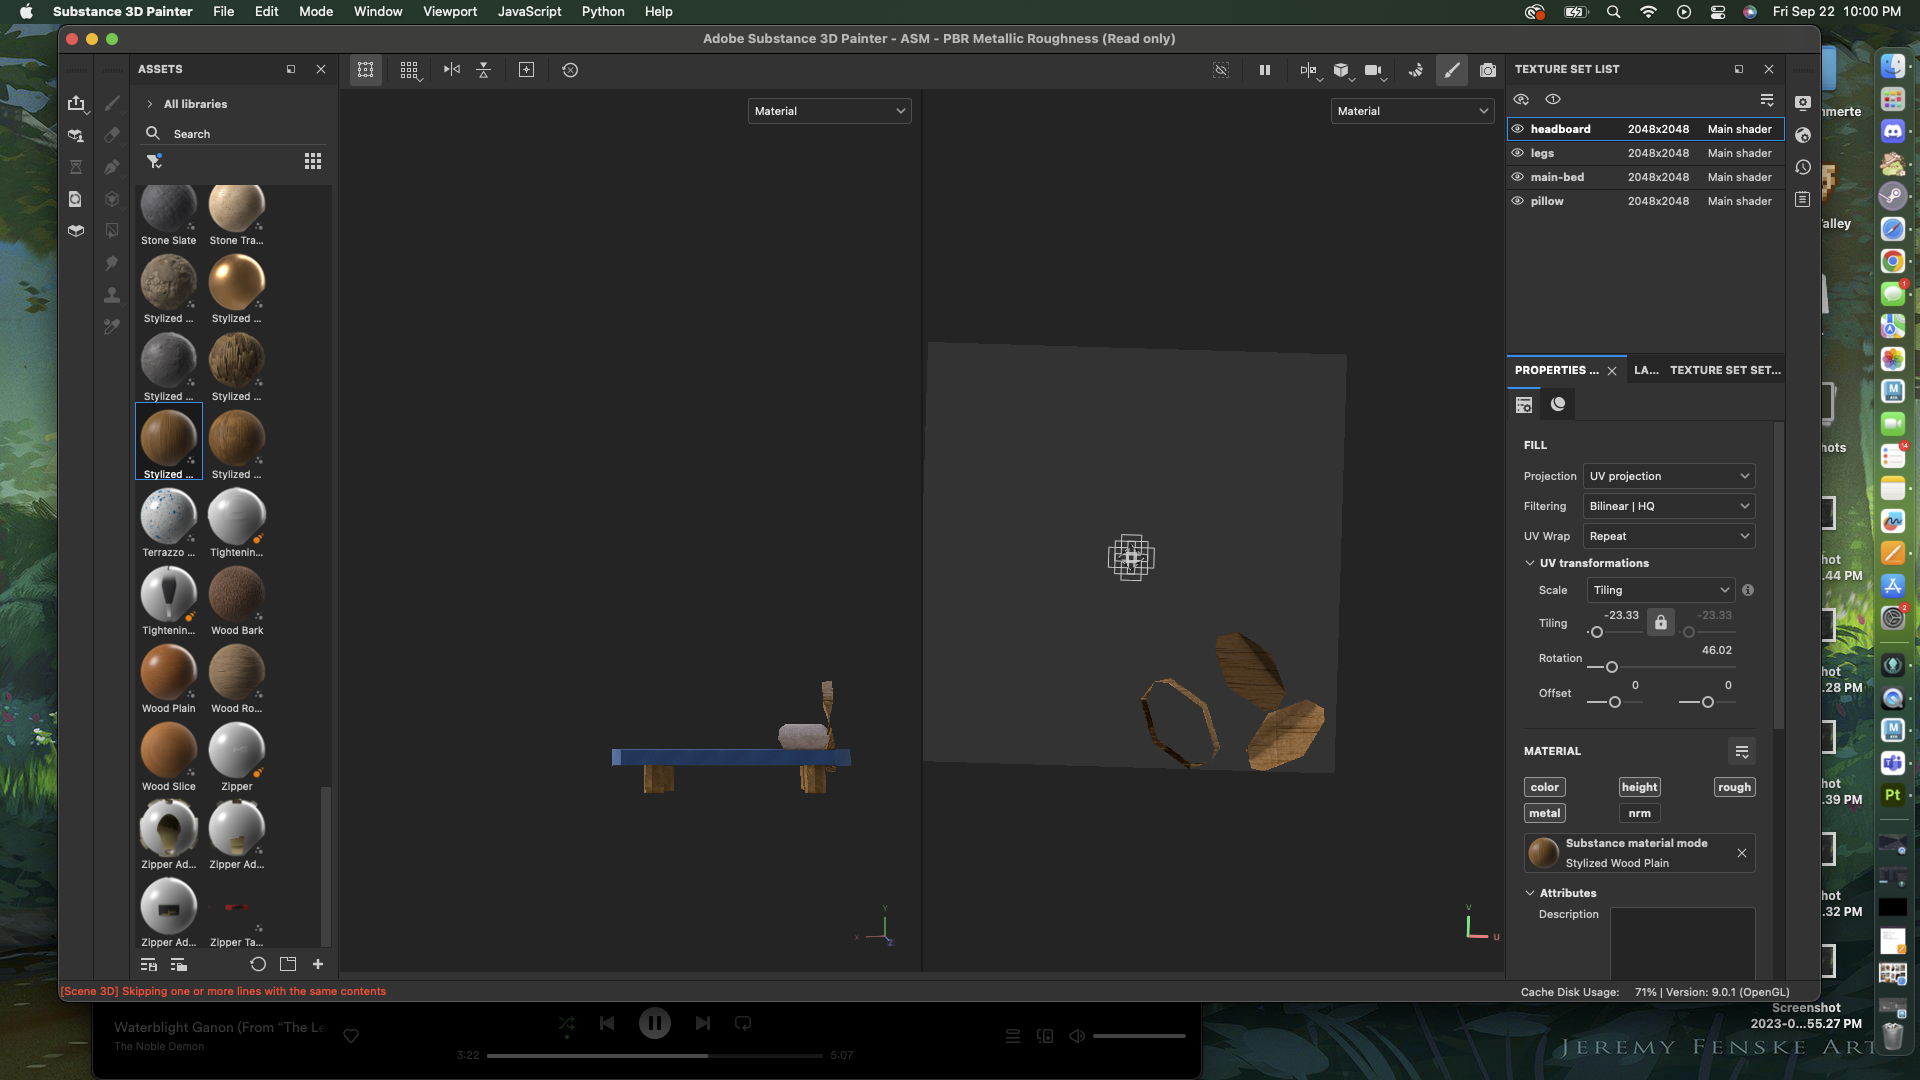 Substance 3D Painter File Edit Mode Window Viewport JavaScript Python Help Fri Sep 22 10:00 PM
Adobe Substance 3D Painter - ASM - PBR Metallic Roughness (Read only)
ASSETS
All libraries
Search
Stone Slate Stone Tra...
Stylized ... Stylized ...
Stylized ... Stylized ...
Stylized ... Stylized ...
Terrazzo ... Tightenin...
Tightenin... Wood Bark
Wood Plain Wood Ro...
Wood Slice Zipper
Zipper Ad... Zipper Ad...
Zipper Ad... Zipper Ta...
[Scene 3D] Skipping one or more lines with the same contents
Material
Material
Y
X
Z
V
U
TEXTURE SET LIST
headboard 2048x2048 Main shader
legs 2048x2048 Main shader
main-bed 2048x2048 Main shader
pillow 2048x2048 Main shader
PROPERTIES ... LA... TEXTURE SET SET...
FILL
Projection UV projection
Filtering Bilinear | HQ
UV Wrap Repeat
UV transformations
Scale Tiling
Tiling -23.33 -23.33
Rotation 46.02
Offset 0 0
MATERIAL
color height rough
metal nrm
Substance material mode
Stylized Wood Plain
Attributes
Description
Cache Disk Usage: 71% | Version: 9.0.1 (OpenGL)
Waterblight Ganon (From “The Le
The Noble Demon
3:22 5:07
mmerte
alley
hots
hot
.44 PM
hot
.28 PM
hot
.39 PM
hot
.32 PM
Screenshot
2023-0...55.27 PM
JEREMY FENSKE ART
1
14
2
Pt